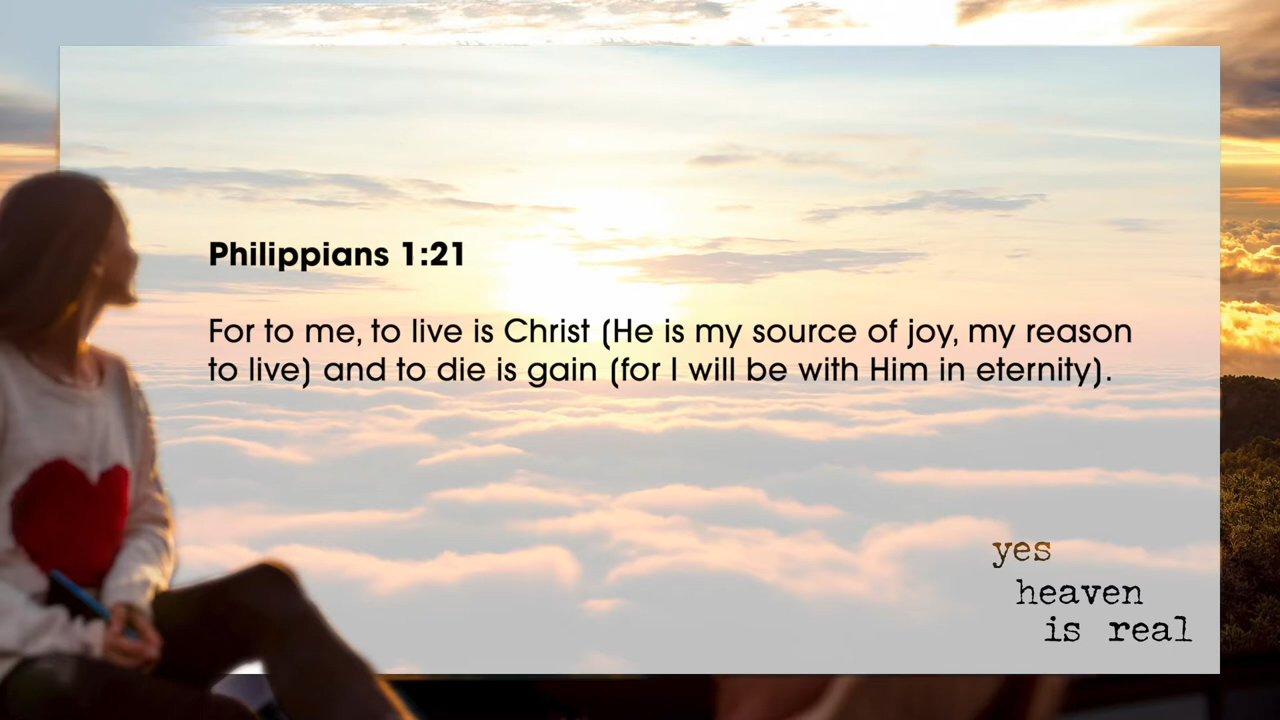 Philippians 1:21
For to me, to live is Christ (He is my source of joy, my reason
to live) and to die is gain (for I will be with Him in eternity).
yes
heaven
is real